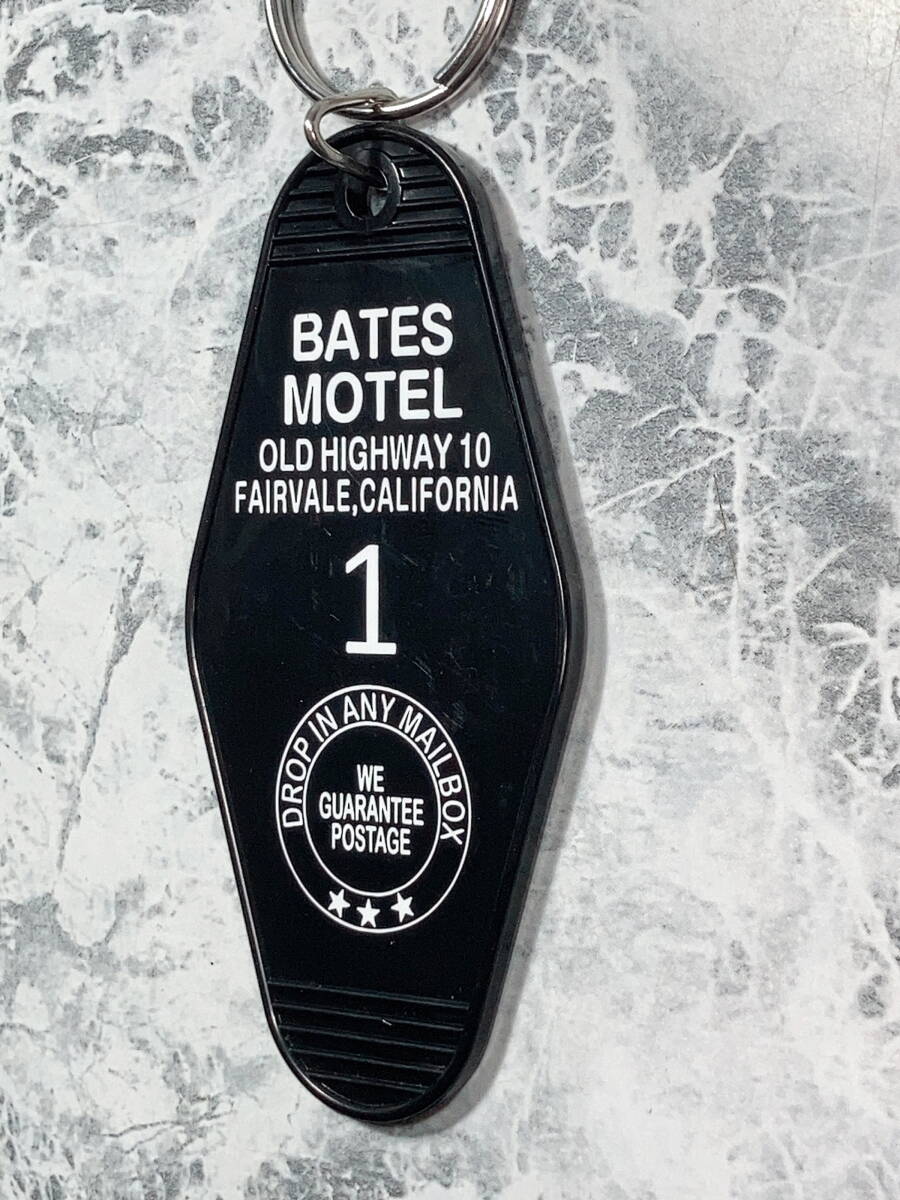 BATES
MOTEL
OLD HIGHWAY 10
FAIRVALE,CALIFORNIA
1
DROP IN ANY MAILBOX
WE
GUARANTEE
POSTAGE